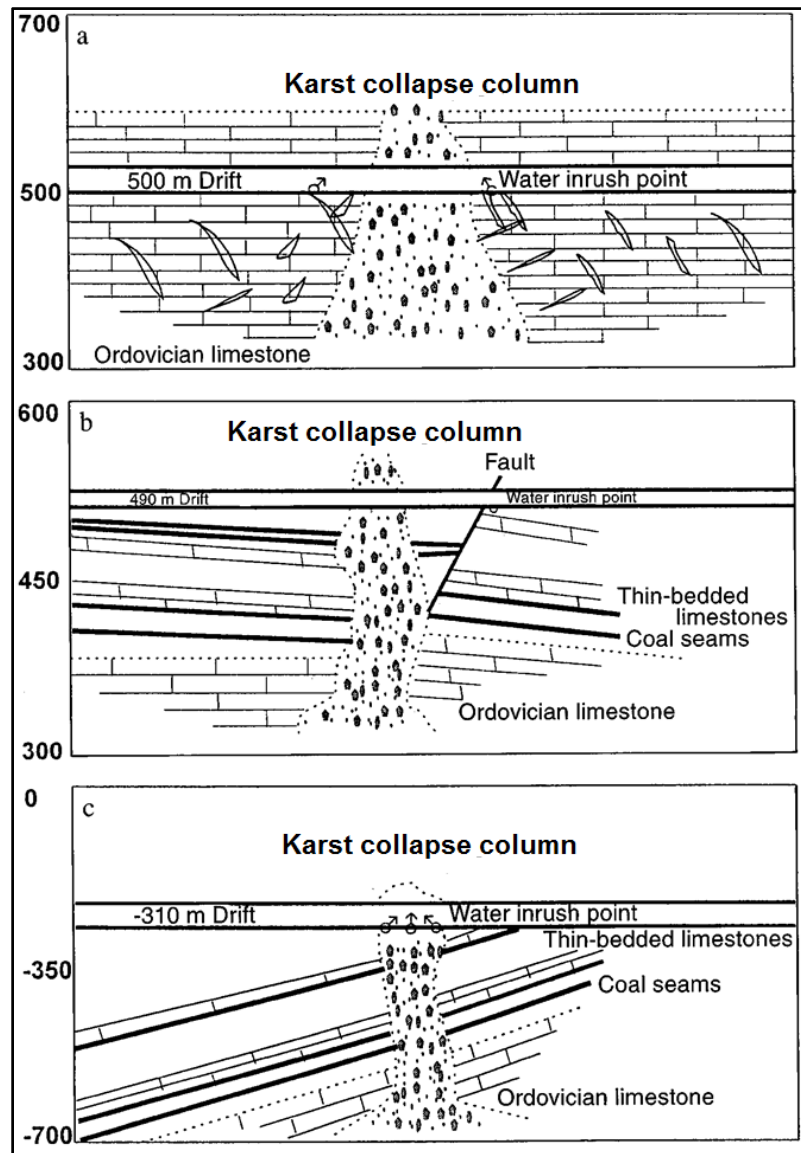 700
a
Karst collapse column
500 m Drift
Water inrush point
500
Ordovician limestone
300
600
b
Karst collapse column
Fault
490 m Drift
Water inrush point
450
Thin-bedded
limestones
Coal seams
Ordovician limestone
300
0
c
Karst collapse column
-310 m Drift
Water inrush point
Thin-bedded limestones
-350
Coal seams
Ordovician limestone
-700